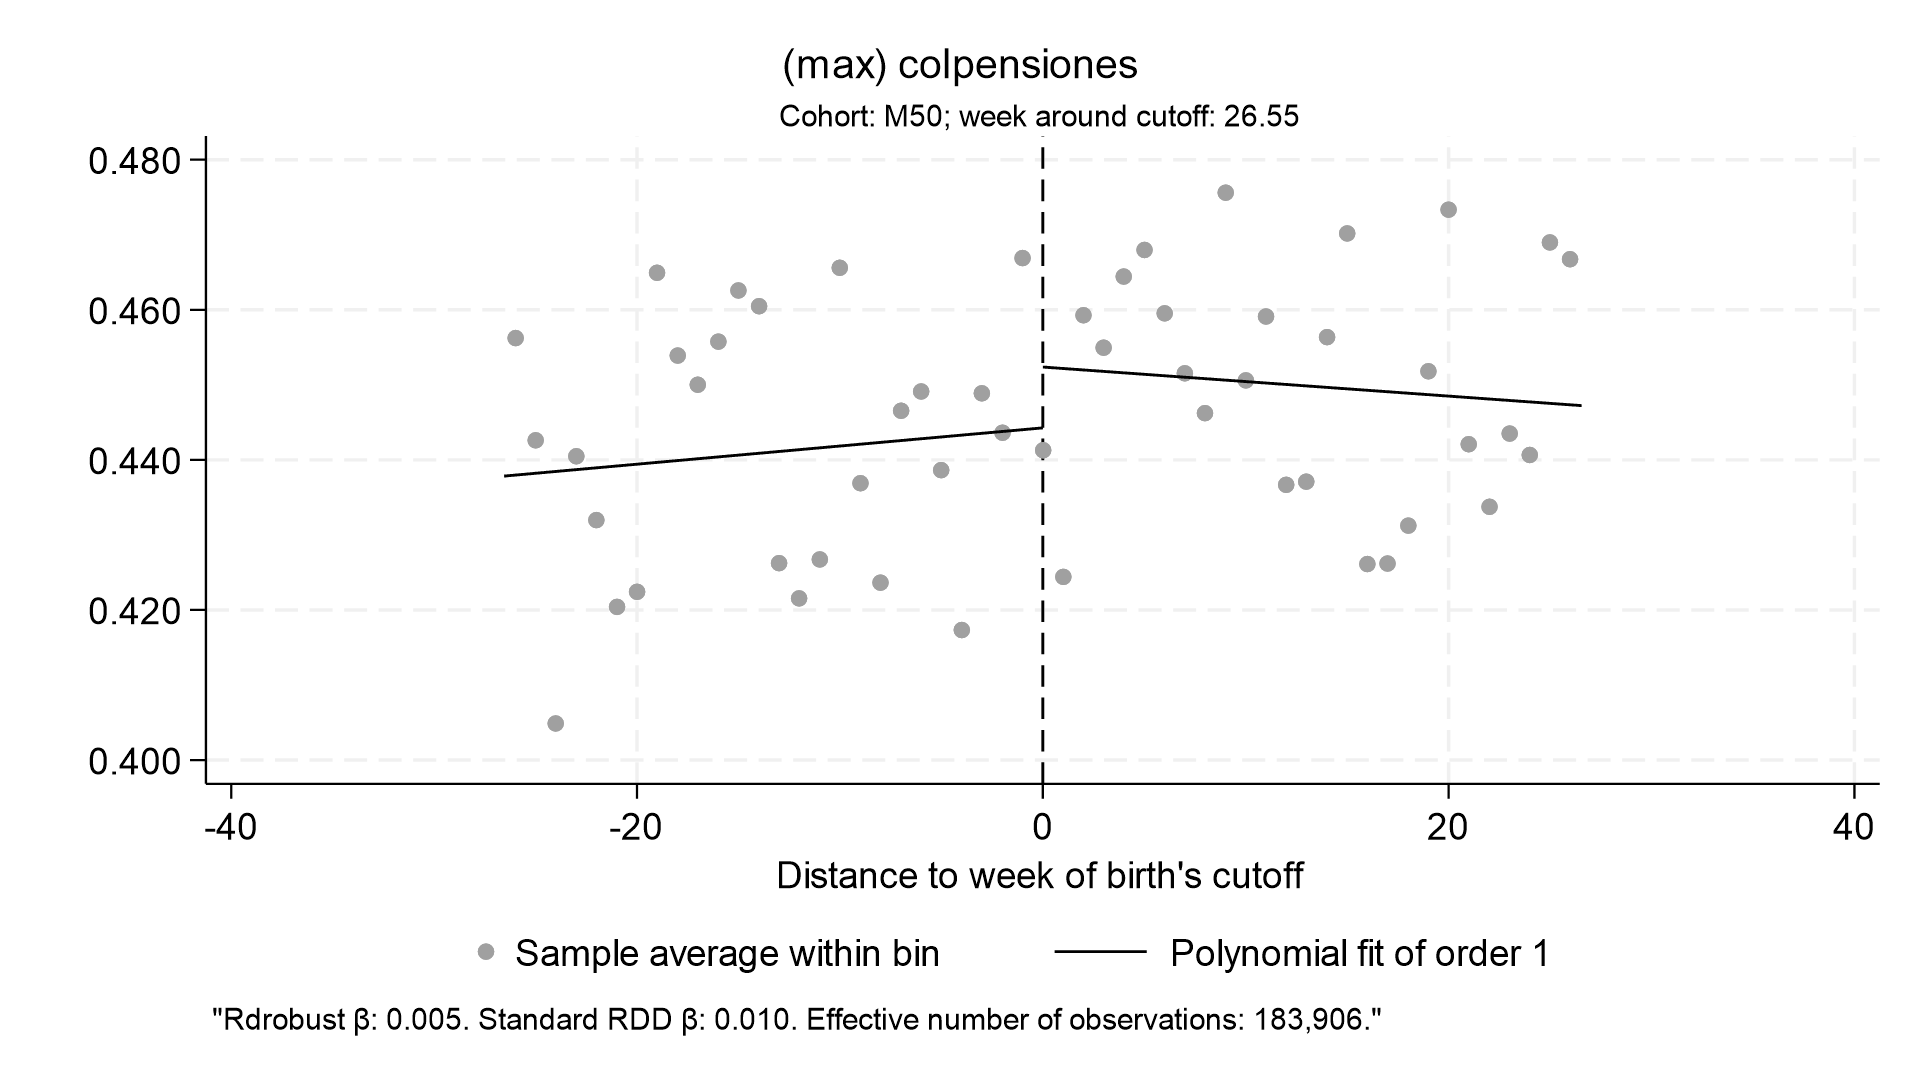 (max) colpensiones
Cohort: M50; week around cutoff: 26.55
0.480
0.460
0.440
0.420
0.400
-40 -20 0 20 40
Distance to week of birth's cutoff
Sample average within bin Polynomial fit of order 1
"Rdrobust β: 0.005. Standard RDD β: 0.010. Effective number of observations: 183,906."